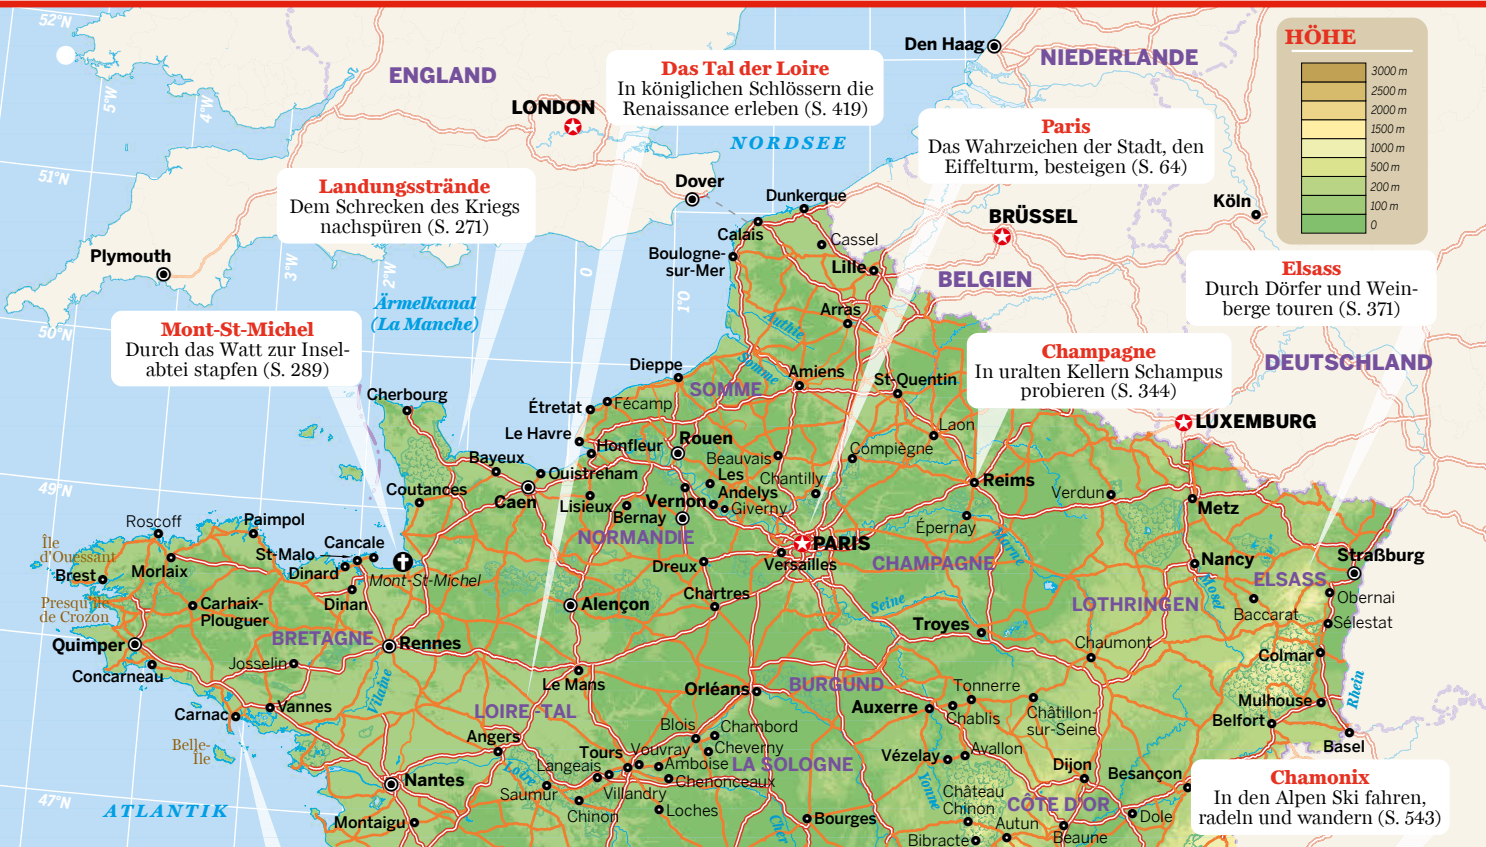 52°N
5°W
4°W
ENGLAND
LONDON
Das Tal der Loire
In königlichen Schlössern die
Renaissance erleben (S. 419)
Den Haag
NIEDERLANDE
HÖHE
3000 m
2500 m
2000 m
1500 m
1000 m
500 m
200 m
100 m
0
NORDSEE
Paris
Das Wahrzeichen der Stadt, den
Eiffelturm, besteigen (S. 64)
51°N
Landungsstrände
Dem Schrecken des Kriegs
nachspüren (S. 271)
Dover
Dunkerque
Calais
Cassel
BRÜSSEL
Köln
Plymouth
3°W
2°W
0
1°O
Boulogne-
sur-Mer
Lille
BELGIEN
Elsass
Durch Dörfer und Wein-
berge touren (S. 371)
Ärmelkanal
(La Manche)
50°N
Mont-St-Michel
Durch das Watt zur Insel-
abtei stapfen (S. 289)
Arras
Authie
Champagne
In uralten Kellern Schampus
probieren (S. 344)
DEUTSCHLAND
Dieppe
Somme
SOMME
Amiens
St-Quentin
Cherbourg
Étretat
Fécamp
LUXEMBURG
Le Havre
Honfleur
Rouen
Laon
Compiègne
Beauvais
Bayeux
Ouistreham
Les
Andelys
Chantilly
Reims
Verdun
49°N
Coutances
Caen
Lisieux
Bernay
Vernon
Giverny
Metz
Roscoff
Paimpol
NORMANDIE
Épernay
Marne
PARIS
Versailles
CHAMPAGNE
Île
d'Ouessant
St-Malo
Cancale
Dinard
Mont-St-Michel
Brest
Morlaix
Dreux
Nancy
Straßburg
ELSASS
Mosel
Obernai
Presqu'île
de Crozon
Carhaix-
Plouguer
Dinan
Alençon
Chartres
Seine
LOTHRINGEN
Baccarat
Sélestat
BRETAGNE
Troyes
Quimper
Rennes
Chaumont
Colmar
Concarneau
Josselin
Vilaine
Le Mans
Orléans
BURGUND
Tonnerre
Auxerre
Chablis
Châtillon-
sur-Seine
Mulhouse
Rhein
Carnac
Vannes
LOIRE-TAL
Belfort
Blois
Chambord
Belle-
Île
Angers
Tours
Vouvray
Cheverny
Vézelay
Avallon
Basel
Langeais
Amboise
LA SOLOGNE
Dijon
Besançon
Chamonix
In den Alpen Ski fahren,
radeln und wandern (S. 543)
Nantes
Loire
Chenonceaux
Saumur
Villandry
Yonne
Château
Chinon
CÔTE D'OR
47°N
ATLANTIK
Chinon
Loches
Cher
Bourges
Montaigu
Autun
Beaune
Dole
Bibracte